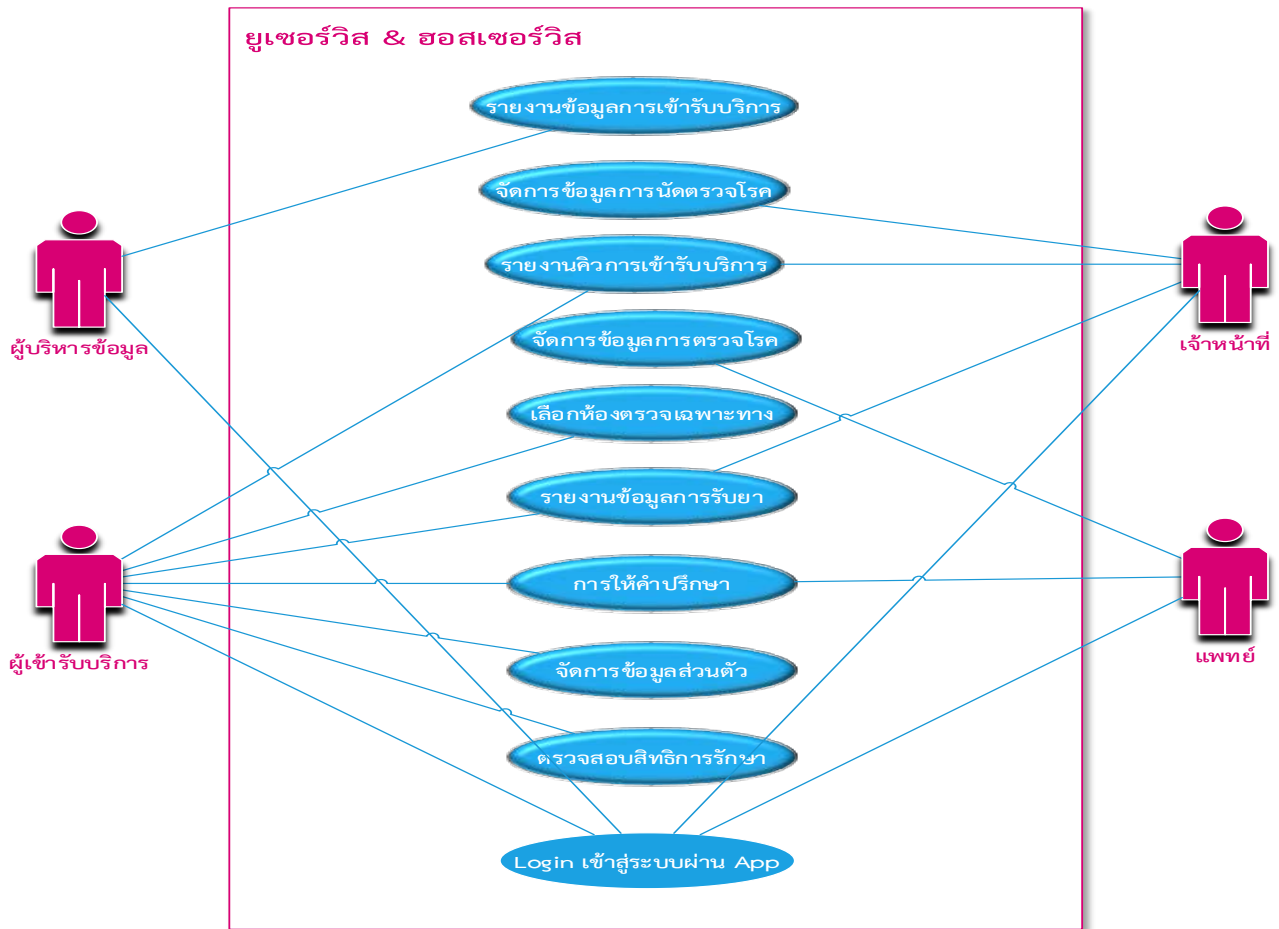 ยูเซอร์วิส & ฮอสเซอร์วิส
รายงานข้อมูลการเข้ารับบริการ
จัดการข้อมูลการนัดตรวจโรค
รายงานคิวการเข้ารับบริการ
จัดการข้อมูลการตรวจโรค
เลือกห้องตรวจเฉพาะทาง
รายงานข้อมูลการรับยา
การให้คำปรึกษา
จัดการข้อมูลส่วนตัว
ตรวจสอบสิทธิการรักษา
Login เข้าสู่ระบบผ่าน App
ผู้บริหารข้อมูล
ผู้เข้ารับบริการ
เจ้าหน้าที่
แพทย์